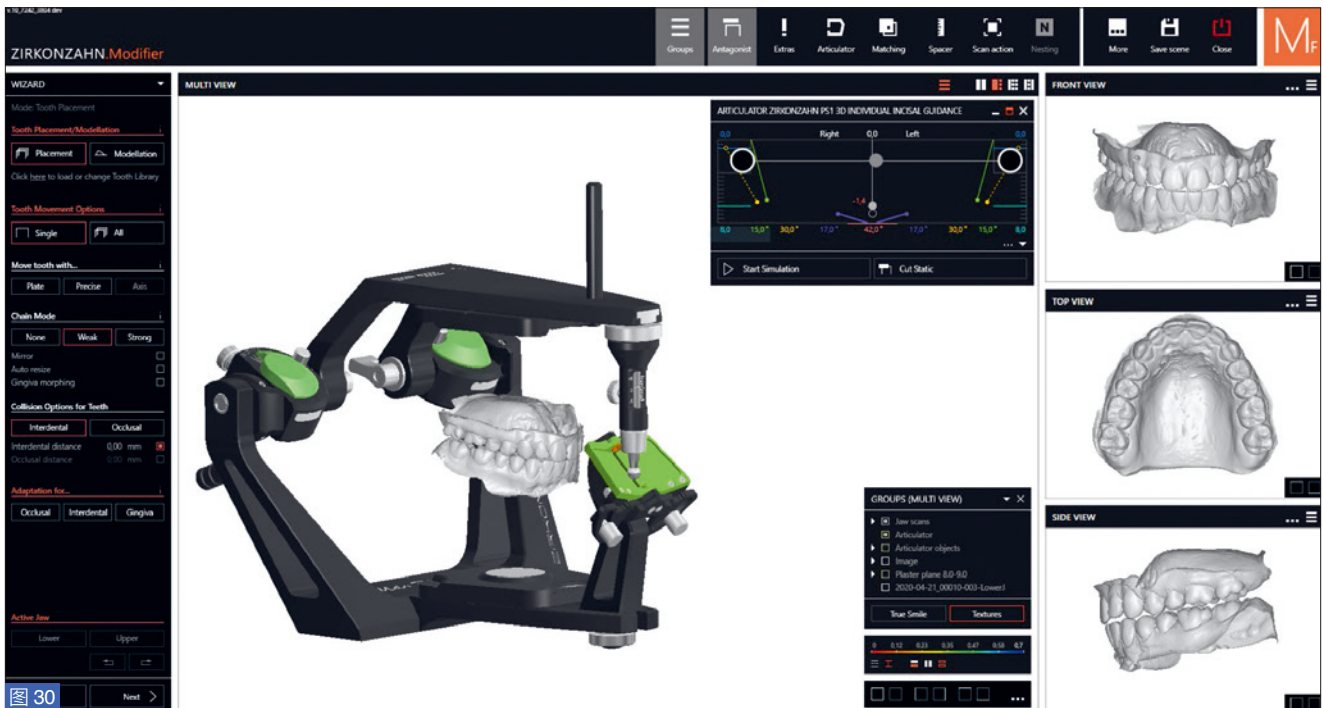 v.10_7242_8804 dev
ZIRKONZAHN.Modifier
Groups
Antagonist
Extras
Articulator
Matching
Spacer
Scan action
N
Nesting
More
Save scene
Close
MF
WIZARD
Mode: Tooth Placement
Tooth Placement/Modellation i
Placement Modellation
Click here to load or change Tooth Library
Tooth Movement Options i
Single All
Move tooth with... i
Plate Precise Axis
Chain Mode i
None Weak Strong
Mirror
Auto resize
Gingiva morphing
Collision Options for Teeth
Interdental Occlusal
Interdental distance 0,00 mm
Occlusal distance 0,00 mm
Adaptation for... i
Occlusal Interdental Gingiva
Active Jaw
Lower Upper
Next
图 30
MULTI VIEW
ARTICULATOR ZIRKONZAHN PS1 3D INDIVIDUAL INCISAL GUIDANCE
0,0 Right 0,0 Left 0,0
-1,4
8,0 15,0° 30,0° 17,0° 42,0° 17,0° 30,0° 15,0° 8,0
Start Simulation Cut Static
GROUPS (MULTI VIEW)
Jaw scans
Articulator
Articulator objects
Image
Plaster plane 8.0-9.0
2020-04-21_00010-003-LowerJ
True Smile Textures
0 0,12 0,23 0,35 0,47 0,58 0,7
FRONT VIEW
TOP VIEW
SIDE VIEW